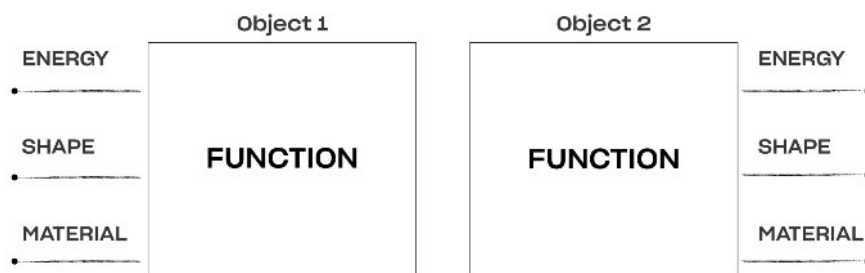 Object 1
Object 2
ENERGY
ENERGY
SHAPE
SHAPE
FUNCTION
FUNCTION
MATERIAL
MATERIAL